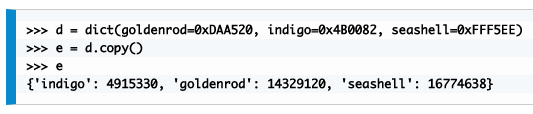 >>> d = dict(goldenrod=0xDAA520, indigo=0x4B0082, seashell=0xFFF5EE)
>>> e = d.copy()
>>> e
{'indigo': 4915330, 'goldenrod': 14329120, 'seashell': 16774638}